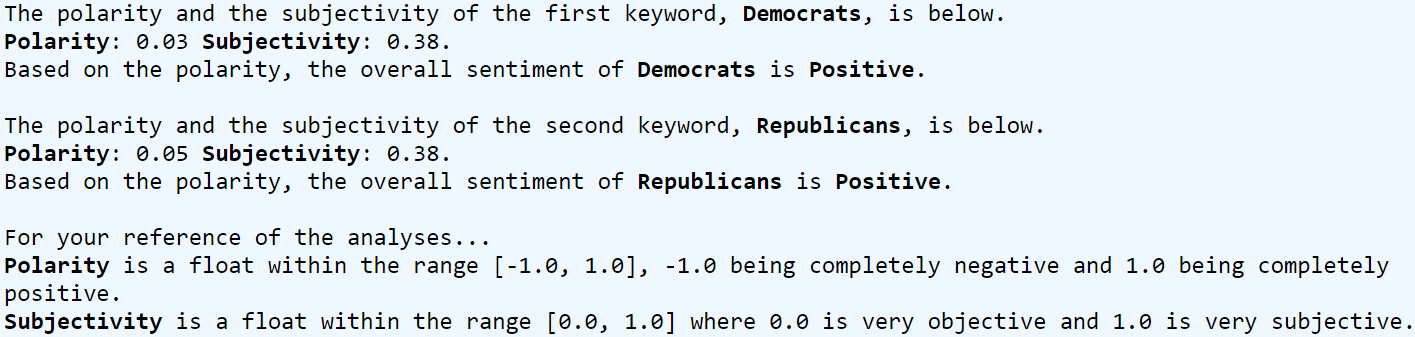 The polarity and the subjectivity of the first keyword, Democrats, is below.
Polarity: 0.03 Subjectivity: 0.38.
Based on the polarity, the overall sentiment of Democrats is Positive.
The polarity and the subjectivity of the second keyword, Republicans, is below.
Polarity: 0.05 Subjectivity: 0.38.
Based on the polarity, the overall sentiment of Republicans is Positive.
For your reference of the analyses...
Polarity is a float within the range [-1.0, 1.0], -1.0 being completely negative and 1.0 being completely
positive.
Subjectivity is a float within the range [0.0, 1.0] where 0.0 is very objective and 1.0 is very subjective.